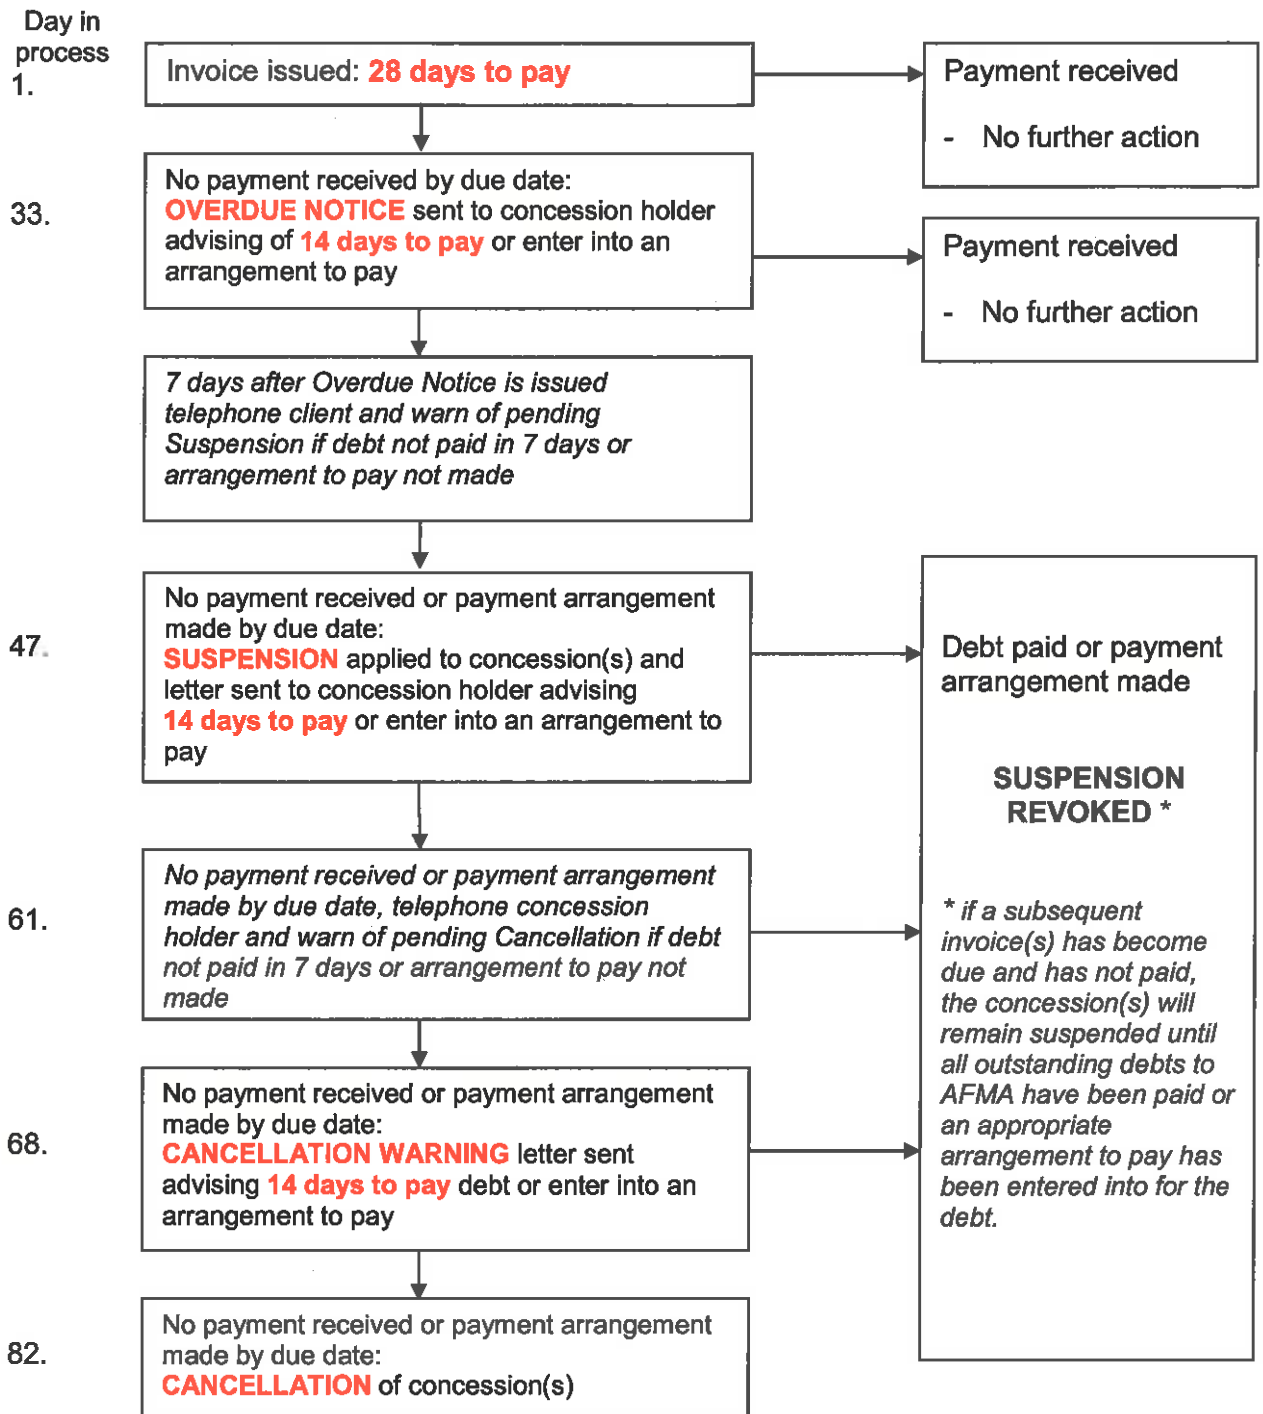 Day in
process
1.
Invoice issued: 28 days to pay
Payment received
- No further action
33.
No payment received by due date:
OVERDUE NOTICE sent to concession holder
advising of 14 days to pay or enter into an
arrangement to pay
Payment received
- No further action
7 days after Overdue Notice is issued
telephone client and warn of pending
Suspension if debt not paid in 7 days or
arrangement to pay not made
47.
No payment received or payment arrangement
made by due date:
SUSPENSION applied to concession(s) and
letter sent to concession holder advising
14 days to pay or enter into an arrangement to
pay
61.
No payment received or payment arrangement
made by due date, telephone concession
holder and warn of pending Cancellation if debt
not paid in 7 days or arrangement to pay not
made
68.
No payment received or payment arrangement
made by due date:
CANCELLATION WARNING letter sent
advising 14 days to pay debt or enter into an
arrangement to pay
82.
No payment received or payment arrangement
made by due date:
CANCELLATION of concession(s)
Debt paid or payment
arrangement made
SUSPENSION
REVOKED *
* if a subsequent
invoice(s) has become
due and has not paid,
the concession(s) will
remain suspended until
all outstanding debts to
AFMA have been paid or
an appropriate
arrangement to pay has
been entered into for the
debt.